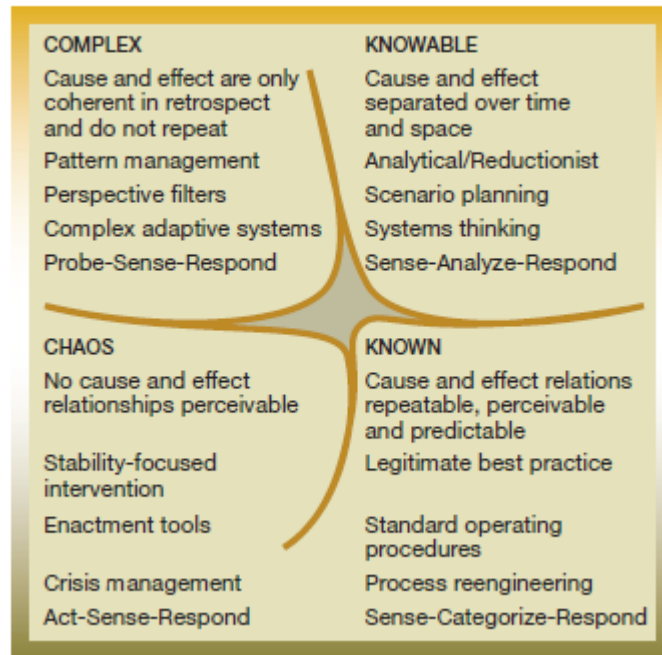 COMPLEX
Cause and effect are only
coherent in retrospect
and do not repeat
Pattern management
Perspective filters
Complex adaptive systems
Probe-Sense-Respond
KNOWABLE
Cause and effect
separated over time
and space
Analytical/Reductionist
Scenario planning
Systems thinking
Sense-Analyze-Respond
CHAOS
No cause and effect
relationships perceivable
Stability-focused
intervention
Enactment tools
Crisis management
Act-Sense-Respond
KNOWN
Cause and effect relations
repeatable, perceivable
and predictable
Legitimate best practice
Standard operating
procedures
Process reengineering
Sense-Categorize-Respond